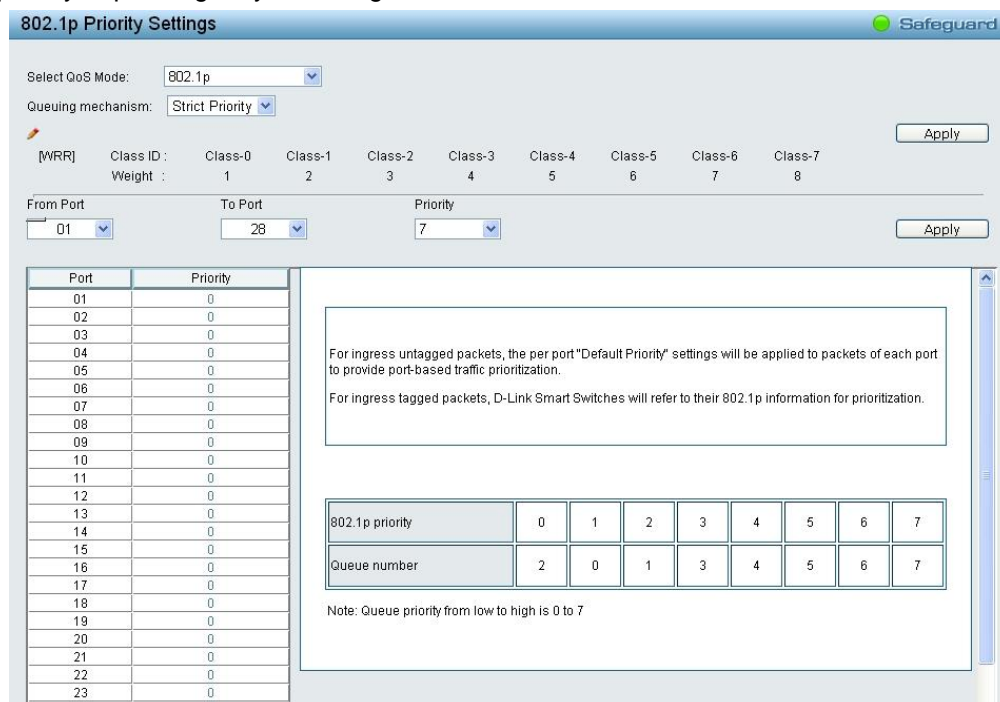 802.1p Priority Settings
Safeguard
Select QoS Mode: 802.1p
Queuing mechanism: Strict Priority
Apply
[WRR] Class ID : Class-0 Class-1 Class-2 Class-3 Class-4 Class-5 Class-6 Class-7
Weight : 1 2 3 4 5 6 7 8
From Port To Port Priority
01 28 7 Apply
Port Priority
01 0
02 0
03 0
04 0
05 0
06 0
07 0
08 0
09 0
10 0
11 0
12 0
13 0
14 0
15 0
16 0
17 0
18 0
19 0
20 0
21 0
22 0
23 0
For ingress untagged packets, the per port "Default Priority" settings will be applied to packets of each port
to provide port-based traffic prioritization.
For ingress tagged packets, D-Link Smart Switches will refer to their 802.1p information for prioritization.
802.1p priority 0 1 2 3 4 5 6 7
Queue number 2 0 1 3 4 5 6 7
Note: Queue priority from low to high is 0 to 7